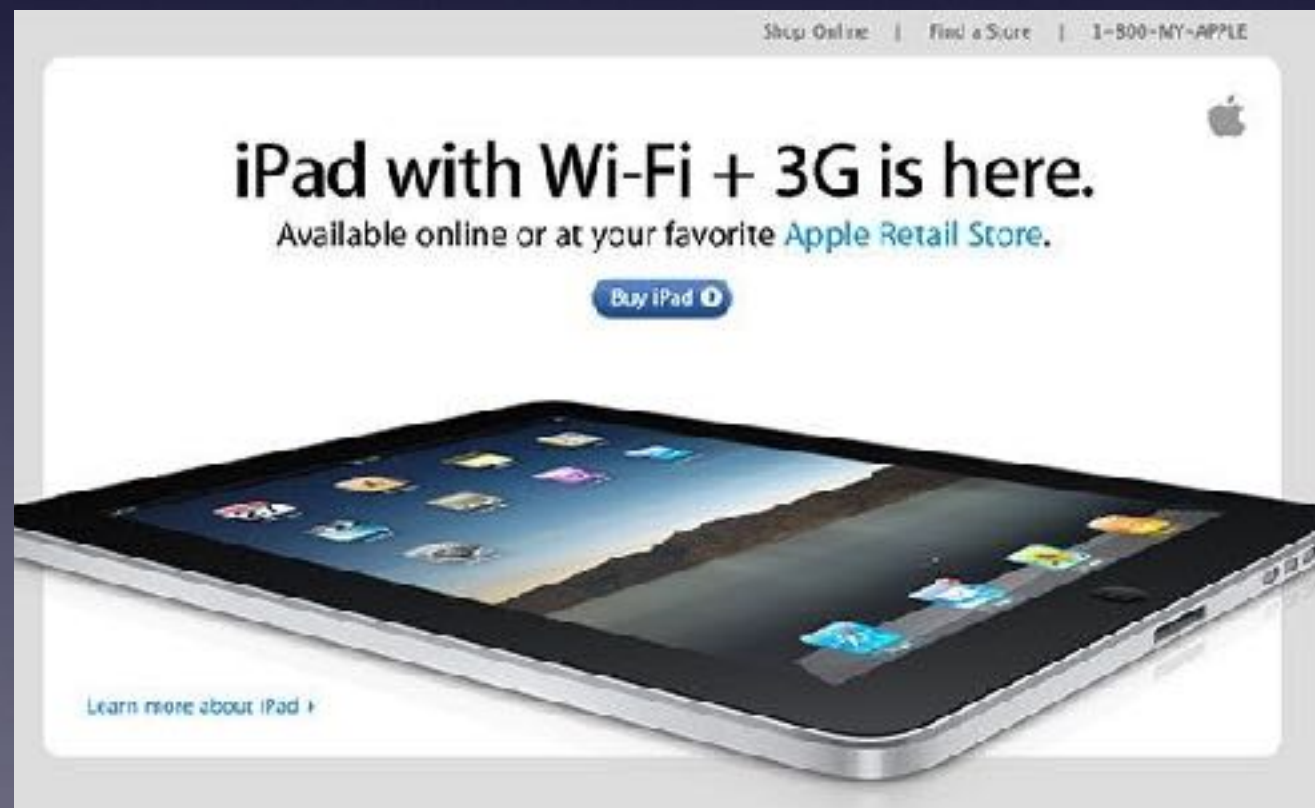 Shop Online | Find a Store | 1-800-MY-APPLE
iPad with Wi-Fi + 3G is here.
Available online or at your favorite Apple Retail Store.
Buy iPad
Learn more about iPad